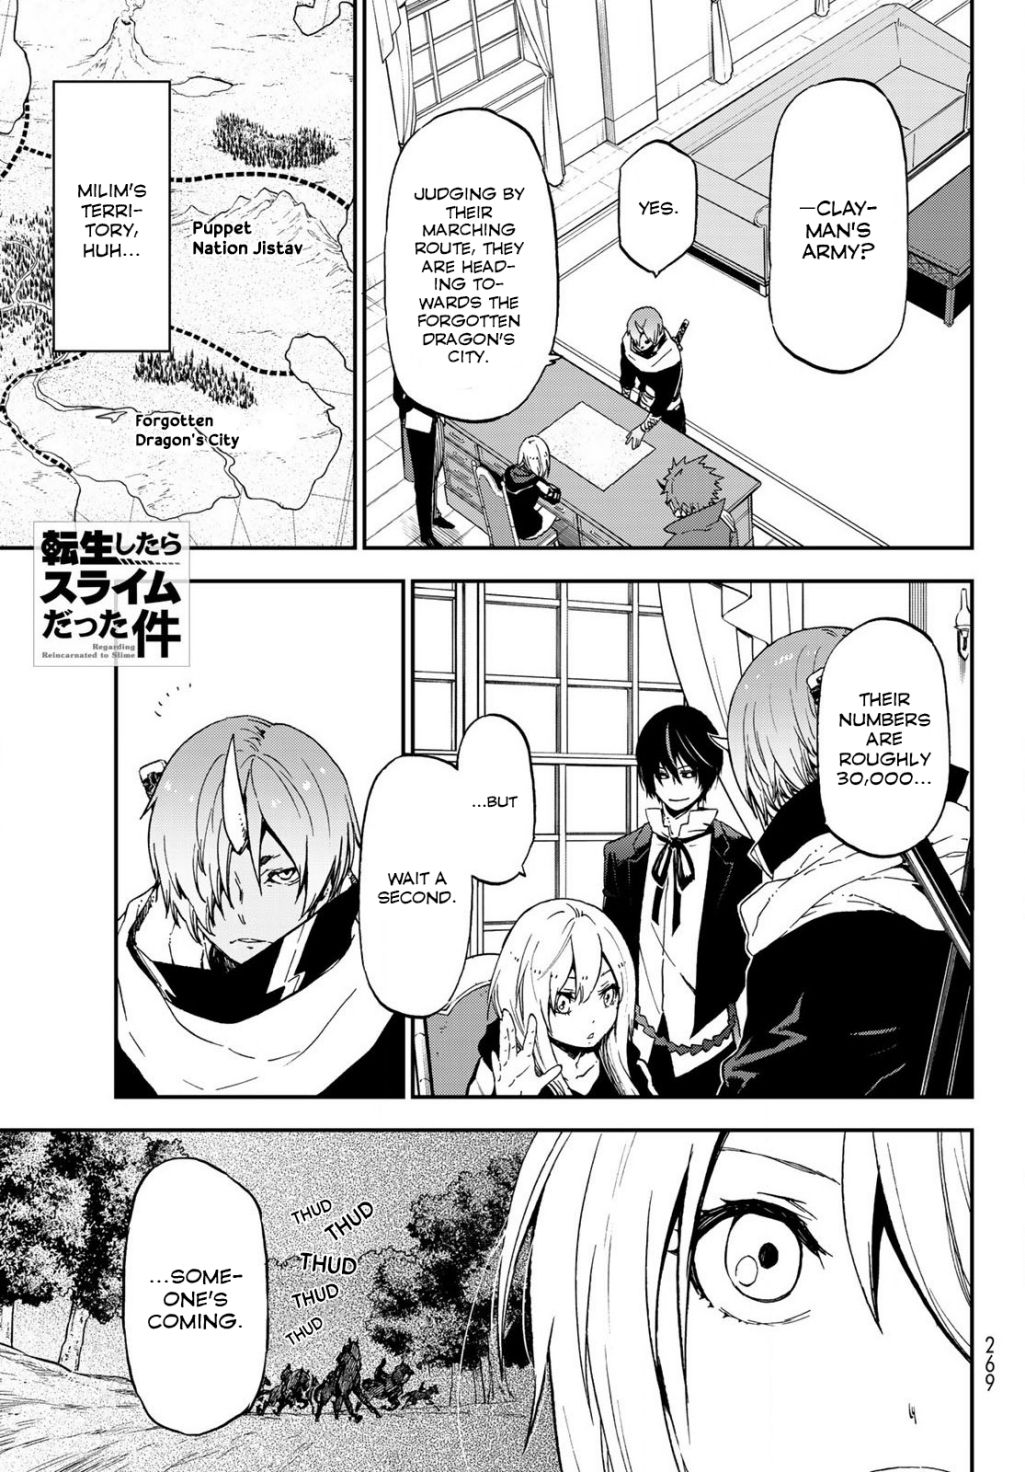 —CLAY-
MAN'S
ARMY?
YES.
JUDGING BY
THEIR
MARCHING
ROUTE, THEY
ARE HEAD-
ING TO-
WARDS THE
FORGOTTEN
DRAGON'S
CITY.
MILIM'S
TERRI-
TORY,
HUH...
Puppet
Nation Jistav
Forgotten
Dragon's City
転生したら
スライム
だった件
Regarding
Reincarnated to Slime
THEIR
NUMBERS
ARE
ROUGHLY
30,000...
...BUT
WAIT A
SECOND.
THUD
THUD
THUD
THUD
THUD
...SOME-
ONE'S
COMING.
269